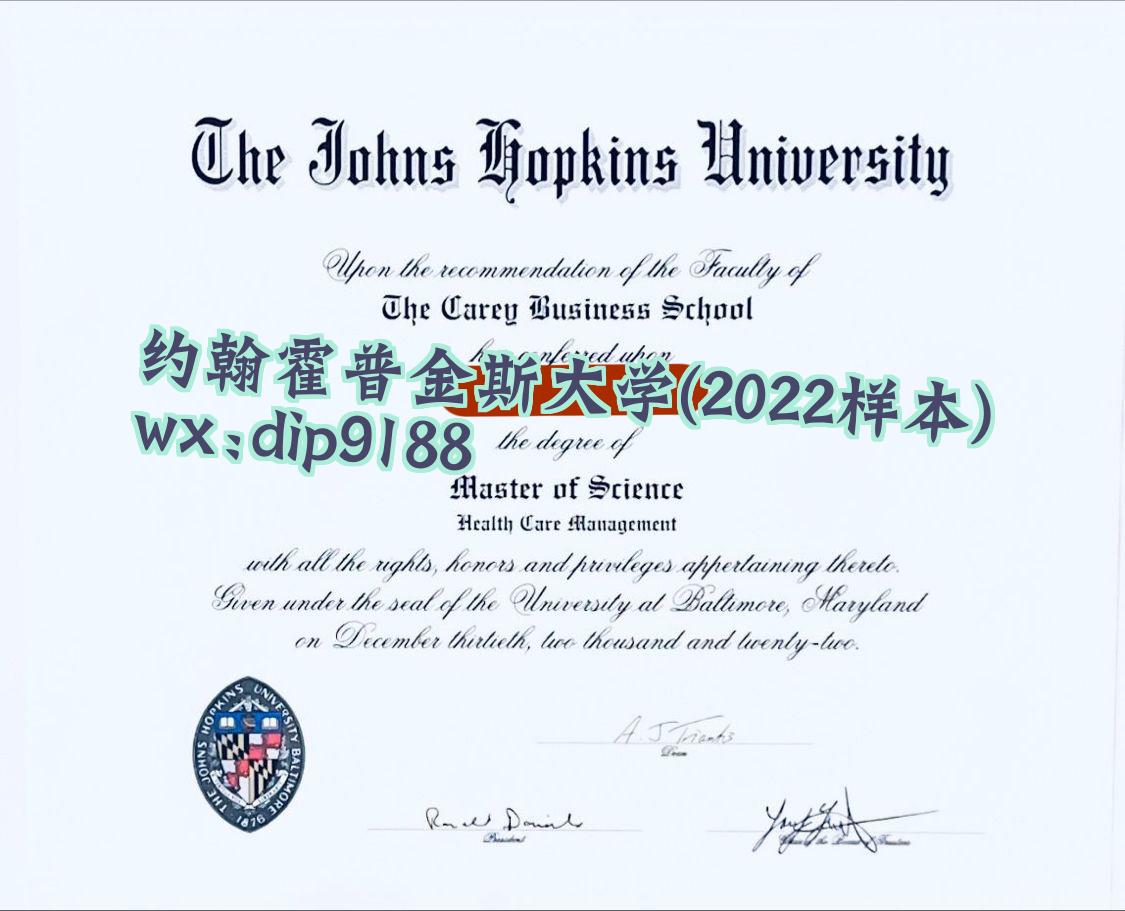 The Johns Hopkins University
Upon the recommendation of the Faculty of
The Carey Business School
has conferred upon
约翰霍普金斯大学(2022样本)
wx:dip9188
the degree of
Master of Science
Health Care Management
with all the rights, honors and privileges appertaining thereto.
Given under the seal of the University at Baltimore, Maryland
on December thirtieth, two thousand and twenty-two.
THE JOHNS HOPKINS UNIVERSITY BALTIMORE
1876
Dean
President